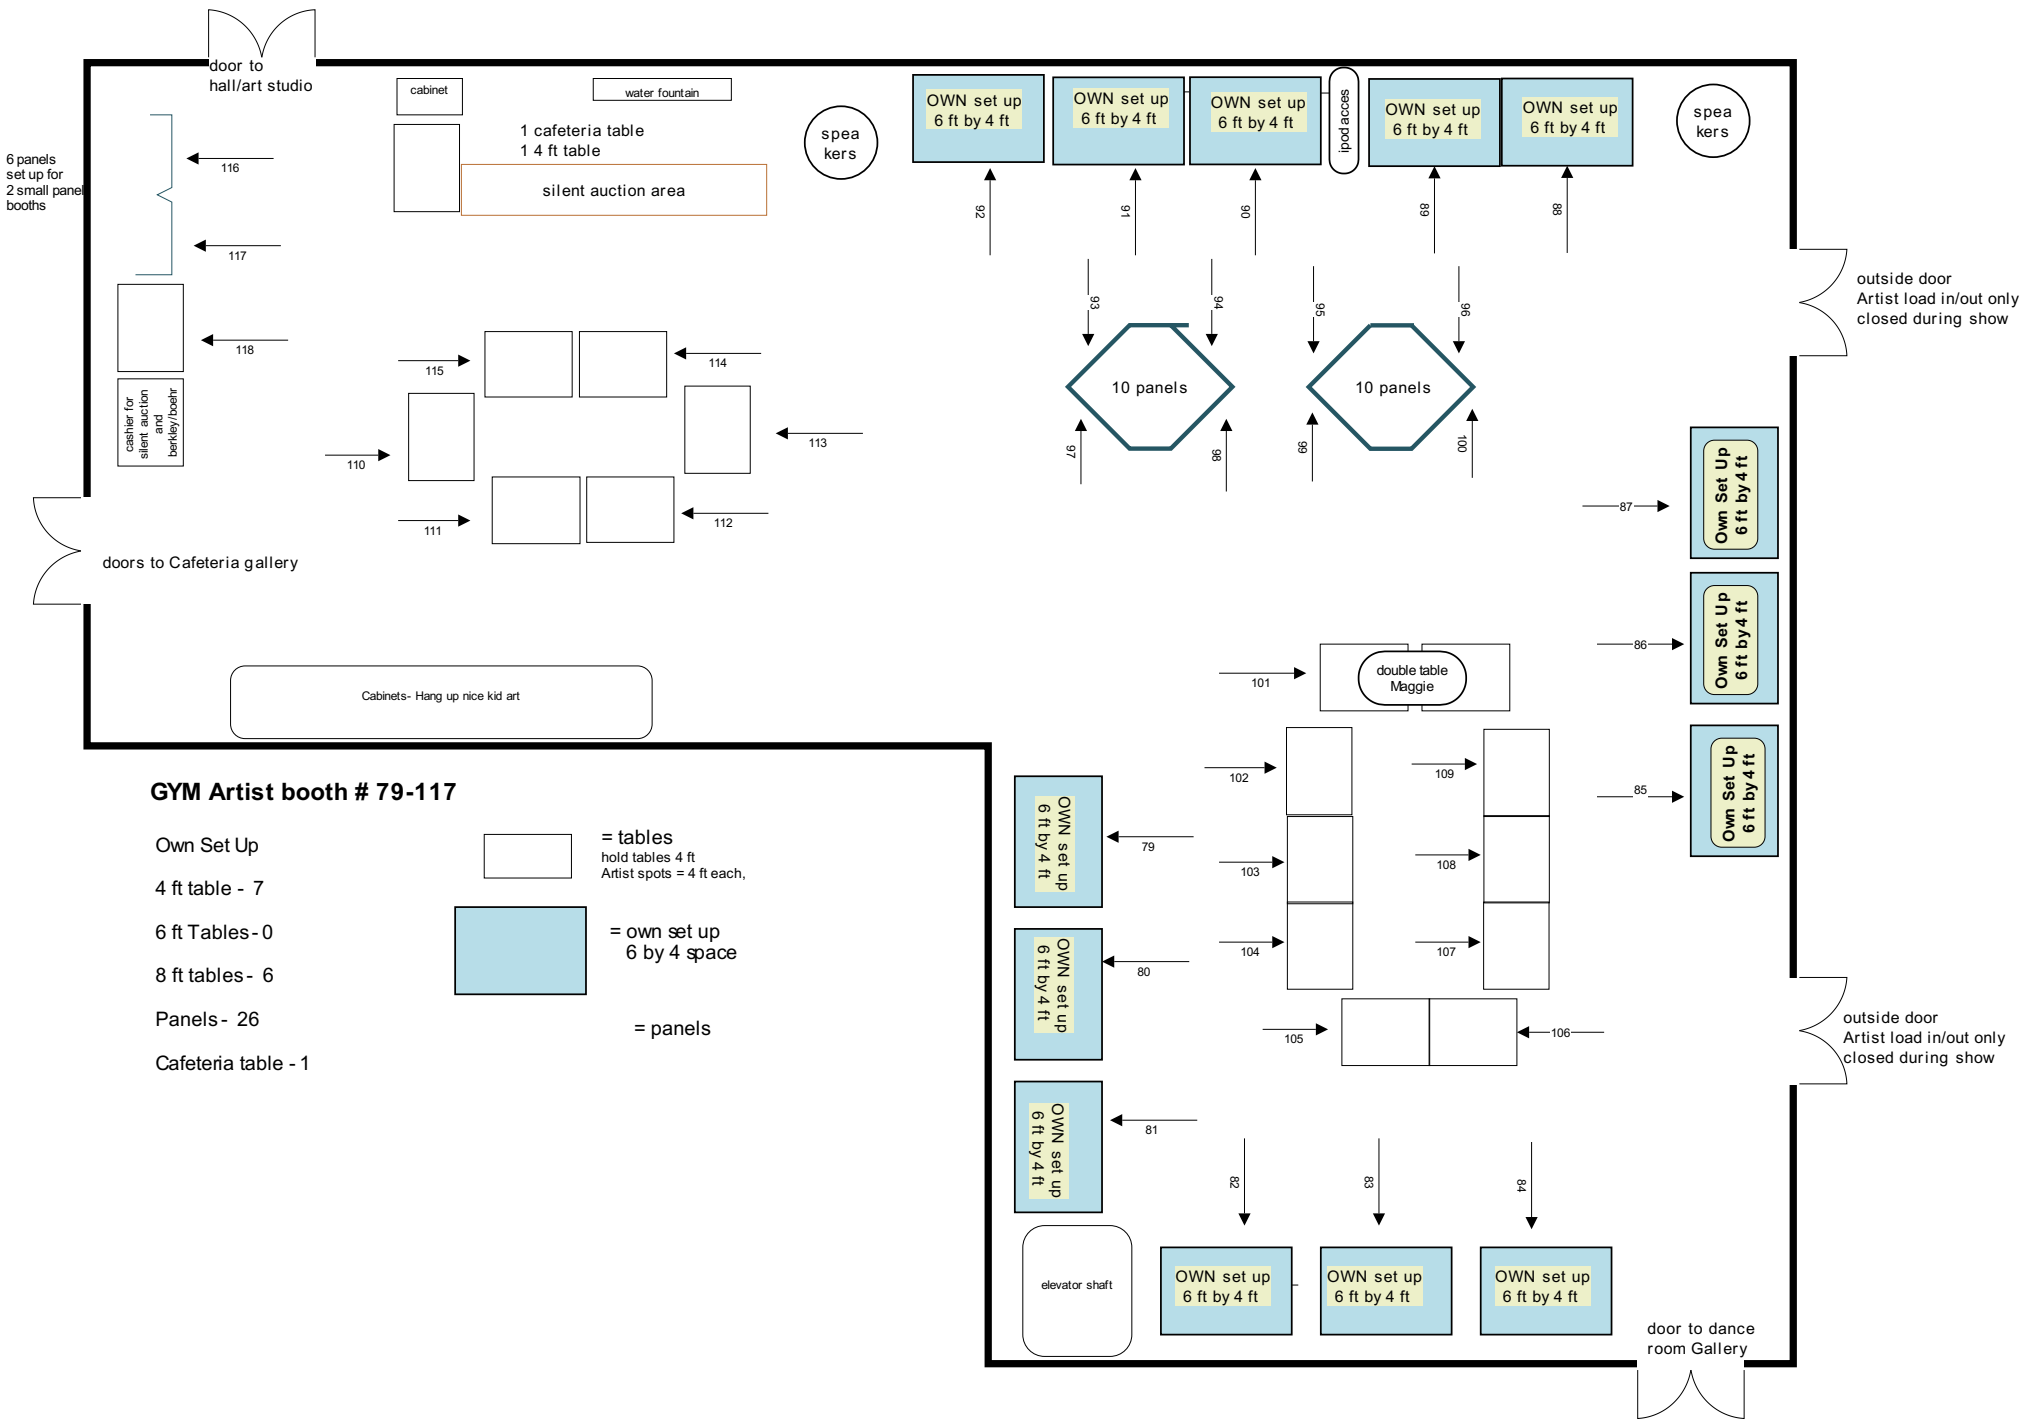 door to
hall/art studio
cabinet
water fountain
1 cafeteria table
1 4 ft table
silent auction area
spea
kers
OWN set up
6 ft by 4 ft
OWN set up
6 ft by 4 ft
OWN set up
6 ft by 4 ft
ipod acces
OWN set up
6 ft by 4 ft
OWN set up
6 ft by 4 ft
spea
kers
6 panels
set up for
2 small panel
booths
116
117
118
92
91
90
89
88
outside door
Artist load in/out only
closed during show
93
94
95
96
10 panels
10 panels
97
98
99
100
cashier for
silent auction
and
berkley/boehr
115
114
110
113
111
112
doors to Cafeteria gallery
87
Own Set Up
6 ft by 4 ft
86
Own Set Up
6 ft by 4 ft
85
Own Set Up
6 ft by 4 ft
Cabinets- Hang up nice kid art
101
double table
Maggie
102
109
103
108
104
107
105
106
GYM Artist booth # 79-117
Own Set Up
4 ft table - 7
6 ft Tables- 0
8 ft tables- 6
Panels - 26
Cafeteria table - 1
= tables
hold tables 4 ft
Artist spots = 4 ft each,
= own set up
6 by 4 space
= panels
OWN set up
6 ft by 4 ft
79
OWN set up
6 ft by 4 ft
80
OWN set up
6 ft by 4 ft
81
82
83
84
outside door
Artist load in/out only
closed during show
elevator shaft
OWN set up
6 ft by 4 ft
OWN set up
6 ft by 4 ft
OWN set up
6 ft by 4 ft
door to dance
room Gallery